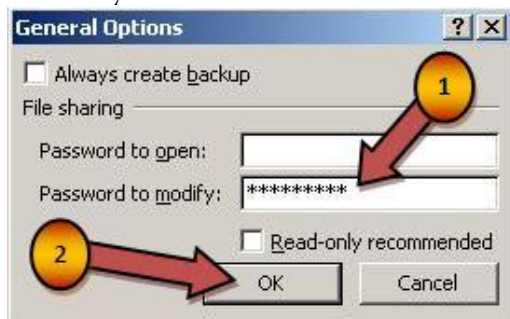 General Options
? ×
Always create backup
1
File sharing
Password to open:
Password to modify: *********
Read-only recommended
2
OK Cancel